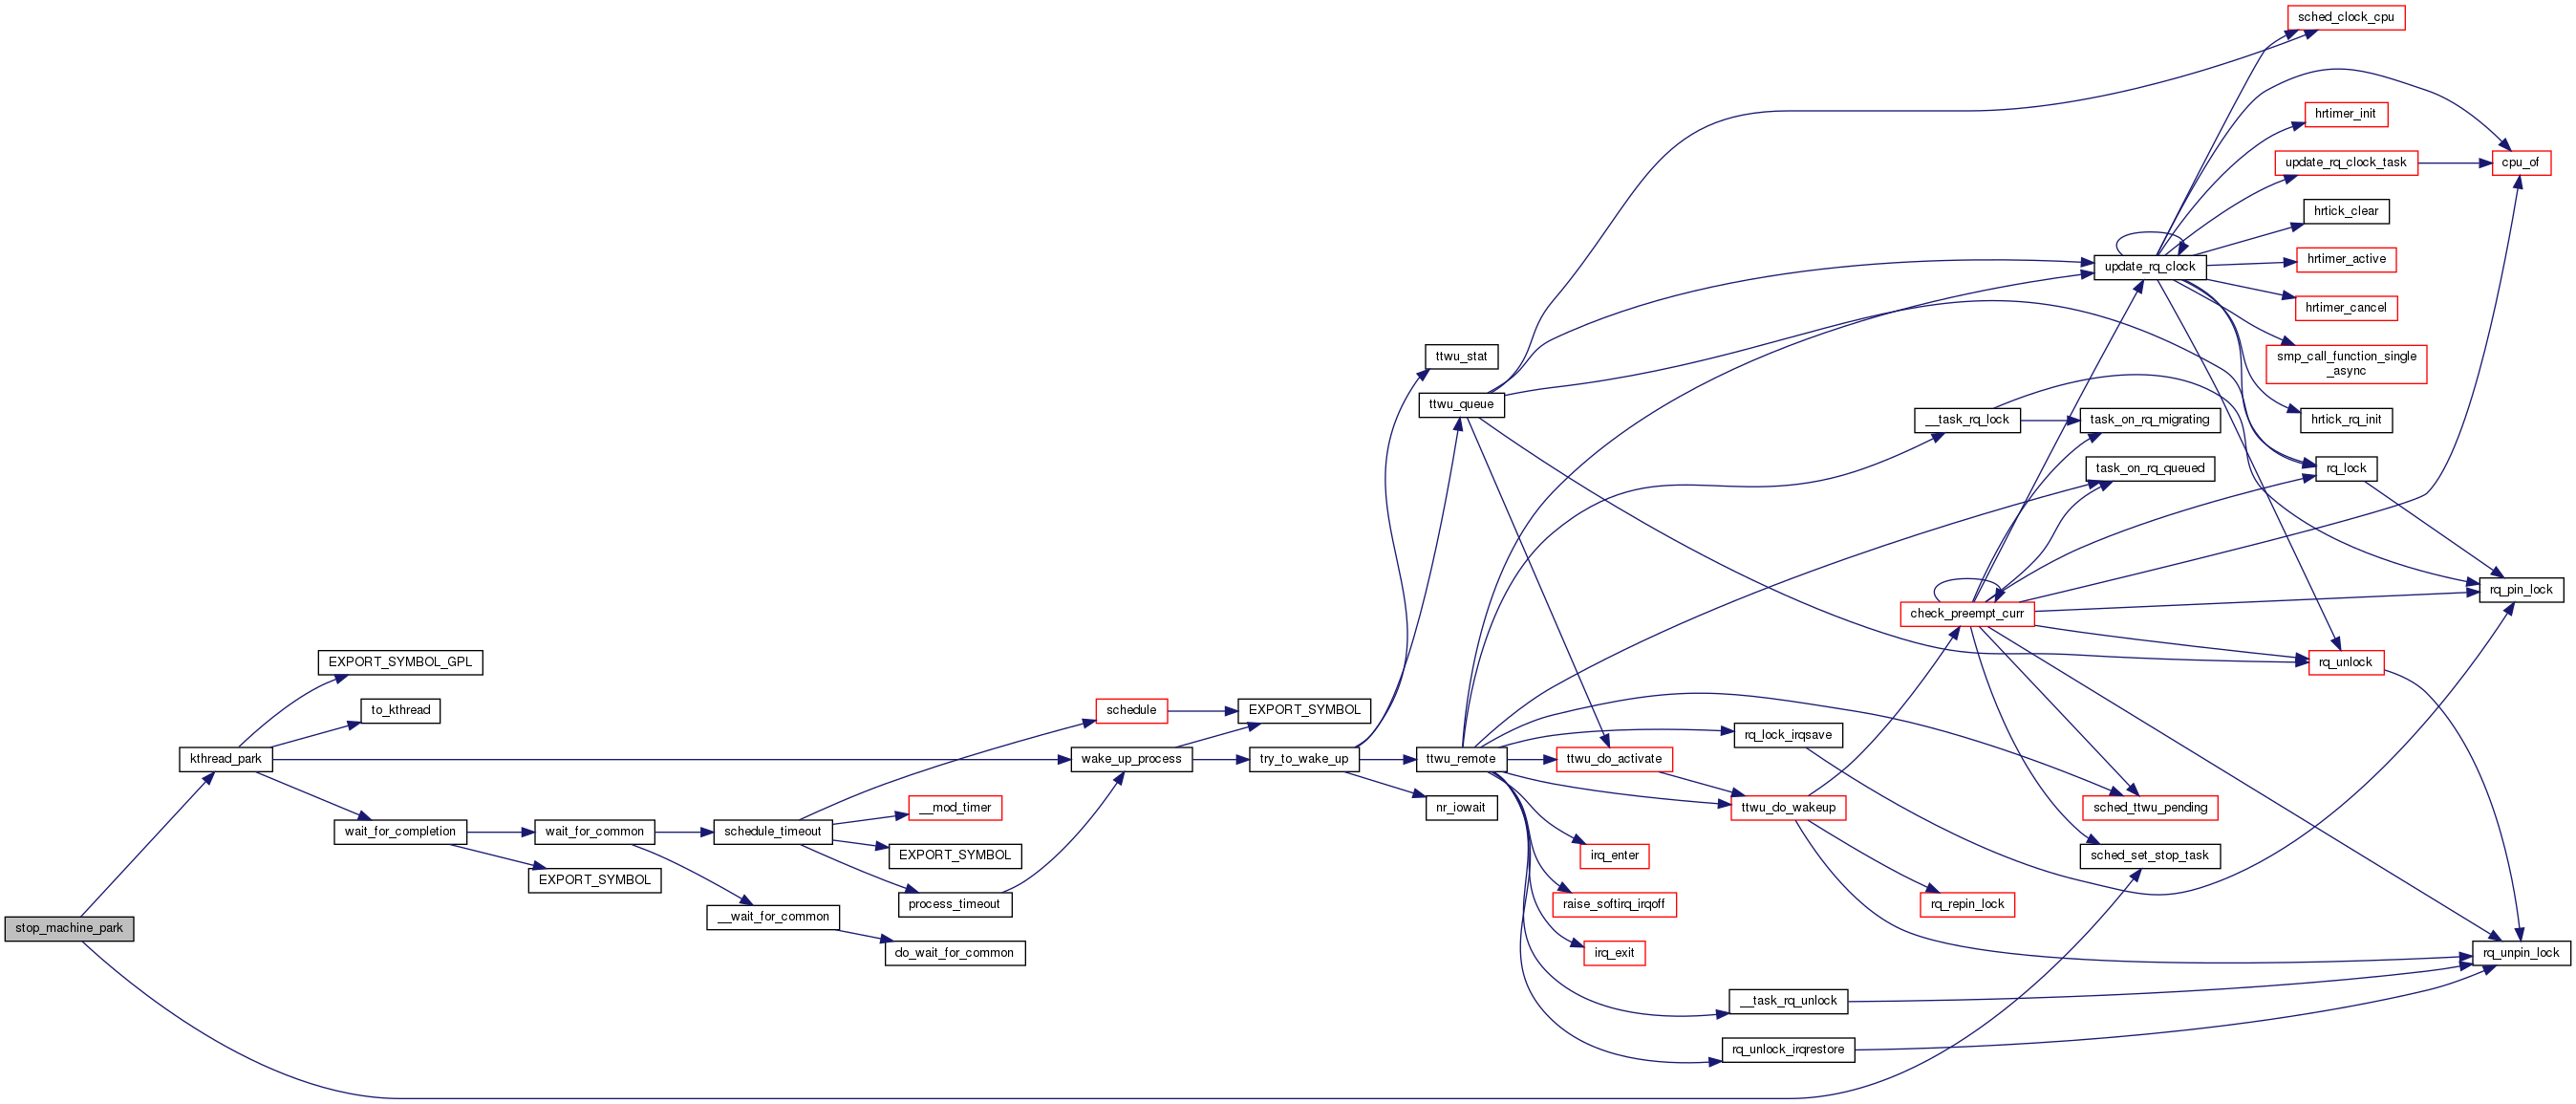 sched_clock_cpu
hrtimer_init
update_rq_clock_task
cpu_of
hrtick_clear
update_rq_clock
hrtimer_active
hrtimer_cancel
ttwu_stat
smp_call_function_single
_async
ttwu_queue
__task_rq_lock
task_on_rq_migrating
hrtick_rq_init
task_on_rq_queued
rq_lock
rq_pin_lock
check_preempt_curr
EXPORT_SYMBOL_GPL
rq_unlock
to_kthread
schedule
EXPORT_SYMBOL
rq_lock_irqsave
kthread_park
wake_up_process
try_to_wake_up
ttwu_remote
ttwu_do_activate
__mod_timer
nr_iowait
ttwu_do_wakeup
sched_ttwu_pending
wait_for_completion
wait_for_common
schedule_timeout
EXPORT_SYMBOL
irq_enter
sched_set_stop_task
EXPORT_SYMBOL
process_timeout
raise_softirq_irqoff
rq_repin_lock
stop_machine_park
__wait_for_common
do_wait_for_common
irq_exit
rq_unpin_lock
__task_rq_unlock
rq_unlock_irqrestore